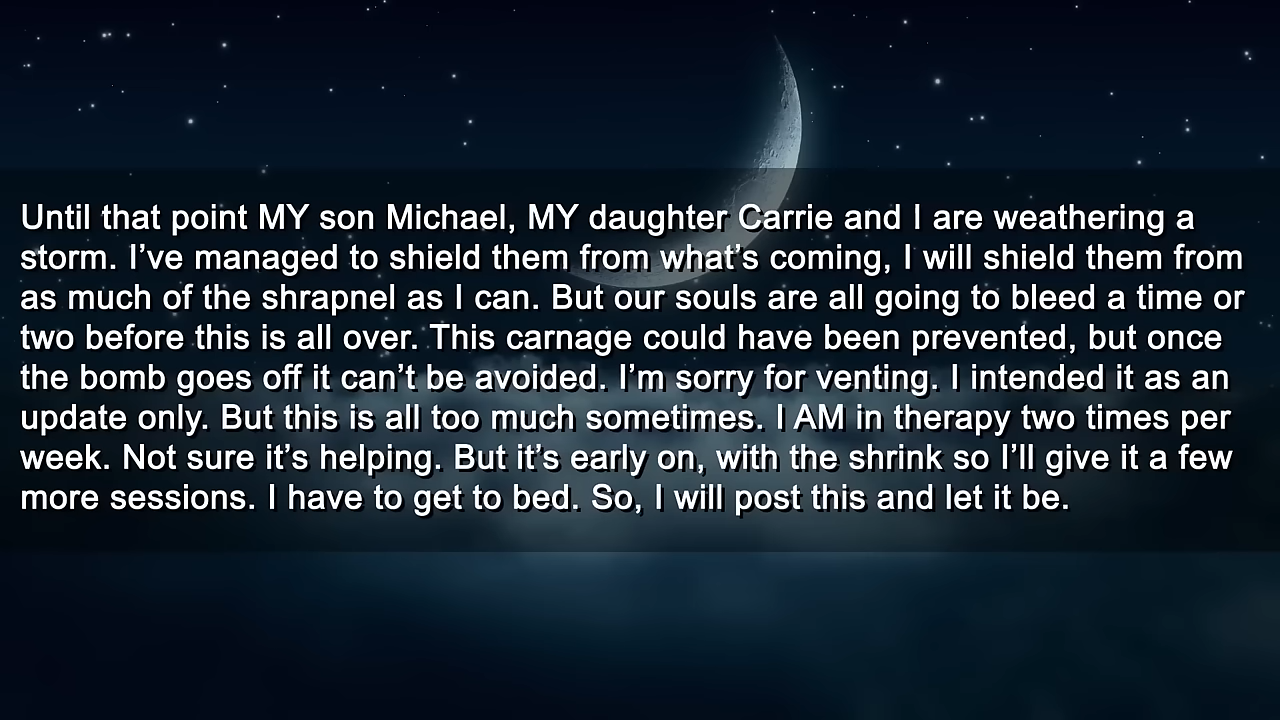 Until that point MY son Michael, MY daughter Carrie and I are weathering a
storm. I’ve managed to shield them from what’s coming, I will shield them from
as much of the shrapnel as I can. But our souls are all going to bleed a time or
two before this is all over. This carnage could have been prevented, but once
the bomb goes off it can’t be avoided. I’m sorry for venting. I intended it as an
update only. But this is all too much sometimes. I AM in therapy two times per
week. Not sure it’s helping. But it’s early on, with the shrink so I’ll give it a few
more sessions. I have to get to bed. So, I will post this and let it be.